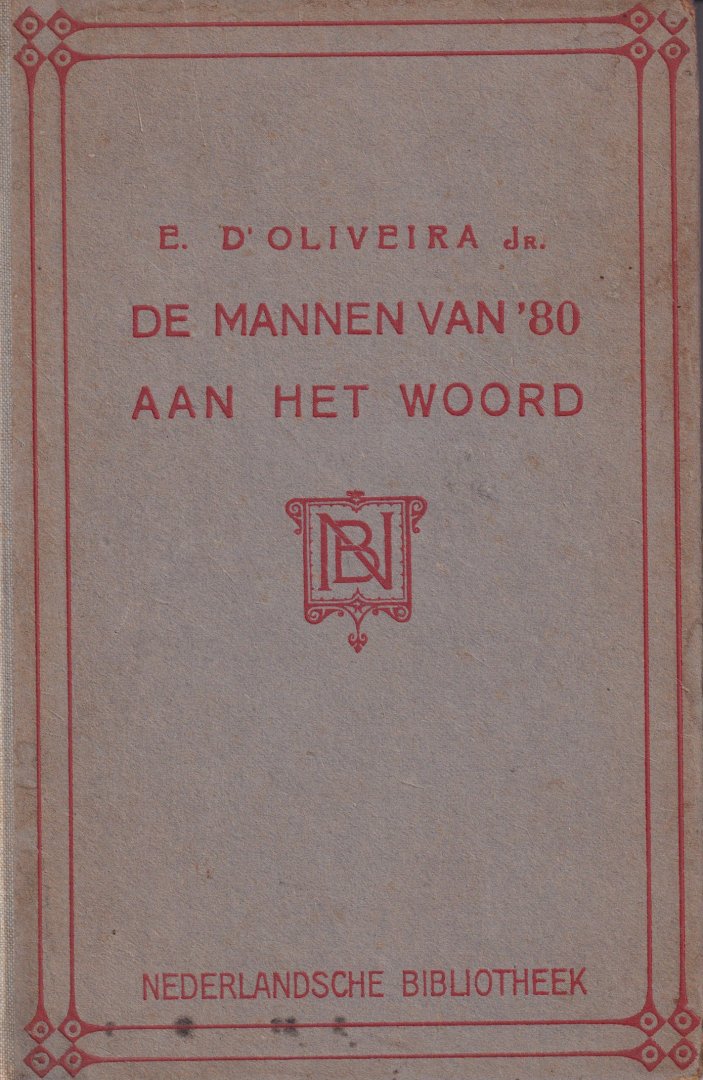 E. D'OLIVEIRA JR.
DE MANNEN VAN '80
AAN HET WOORD
NB
NEDERLANDSCHE BIBLIOTHEEK